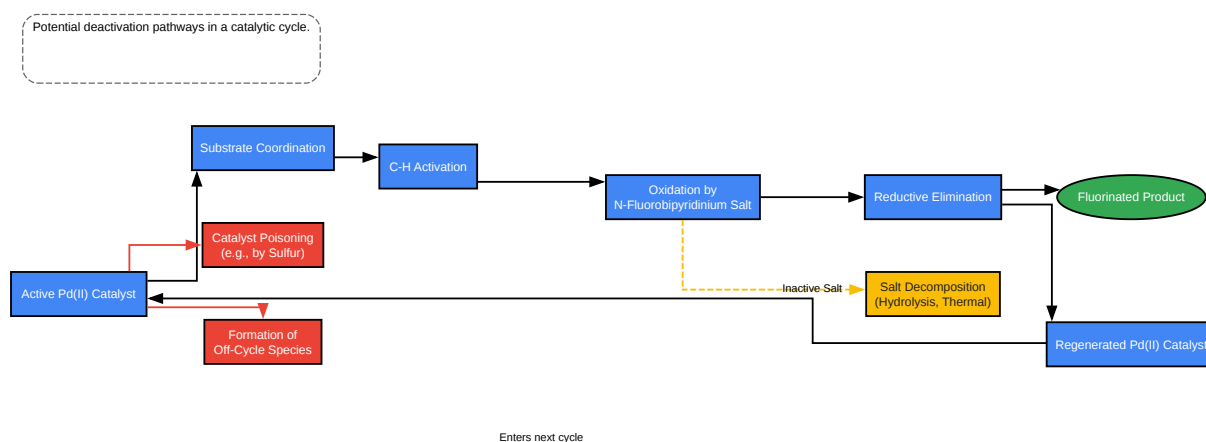 Potential deactivation pathways in a catalytic cycle.
Substrate Coordination
C-H Activation
Oxidation by
N-Fluorobipyridinium Salt
Reductive Elimination
Fluorinated Product
Catalyst Poisoning
(e.g., by Sulfur)
Active Pd(II) Catalyst
Inactive Salt
Salt Decomposition
(Hydrolysis, Thermal)
Formation of
Off-Cycle Species
Regenerated Pd(II) Catalyst
Enters next cycle